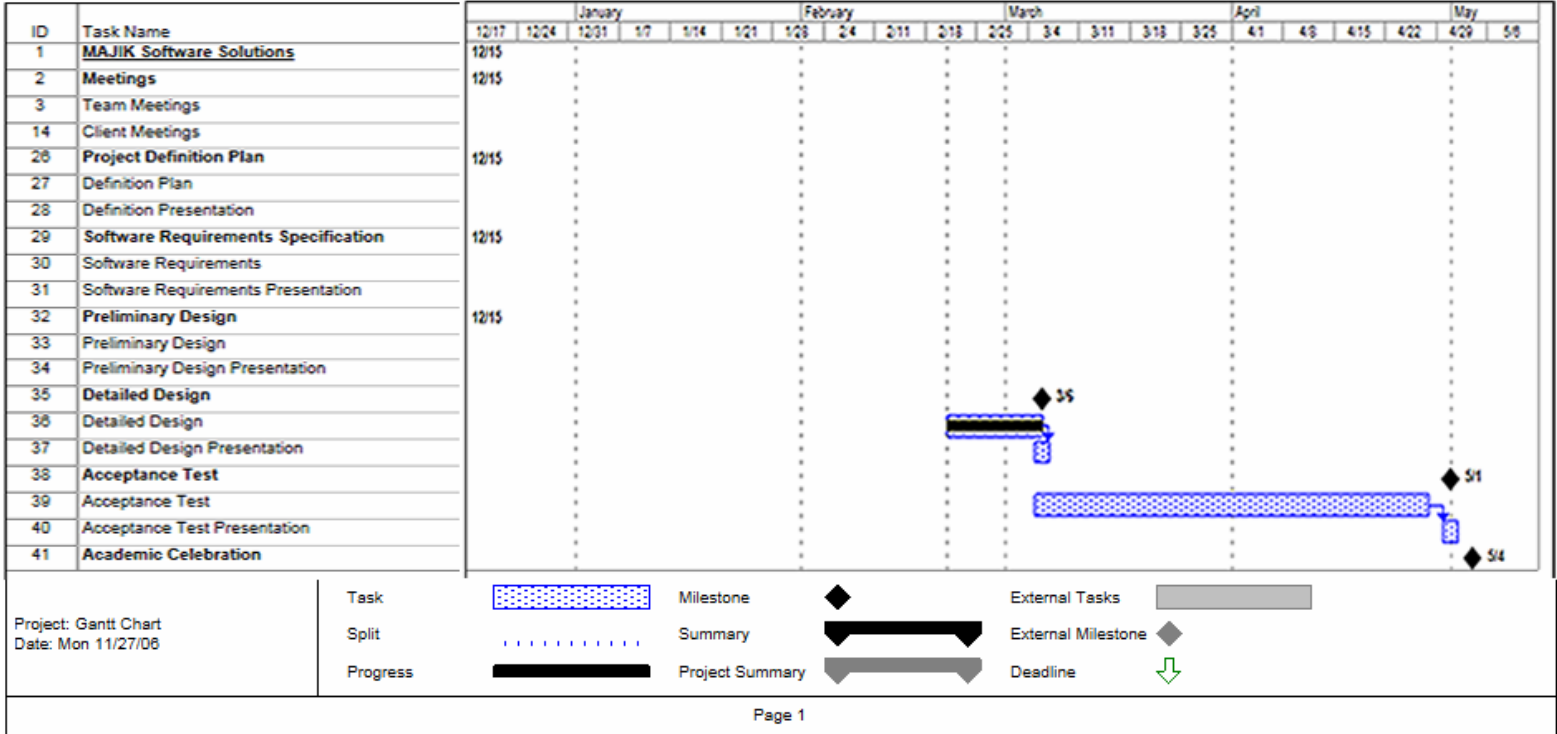 January February March April May
ID Task Name 12/17 12/24 12/31 1/7 1/14 1/21 1/28 2/4 2/11 2/18 2/25 3/4 3/11 3/18 3/25 4/1 4/8 4/15 4/22 4/29 5/6
1 MAJIK Software Solutions 12/15
2 Meetings 12/15
3 Team Meetings
14 Client Meetings
26 Project Definition Plan 12/15
27 Definition Plan
28 Definition Presentation
29 Software Requirements Specification 12/15
30 Software Requirements
31 Software Requirements Presentation
32 Preliminary Design 12/15
33 Preliminary Design
34 Preliminary Design Presentation
35 Detailed Design
36 Detailed Design
37 Detailed Design Presentation
38 Acceptance Test 5/1
39 Acceptance Test
40 Acceptance Test Presentation
41 Academic Celebration 5/4
Project: Gantt Chart
Date: Mon 11/27/06
Task Milestone External Tasks
Split Summary External Milestone
Progress Project Summary Deadline
Page 1